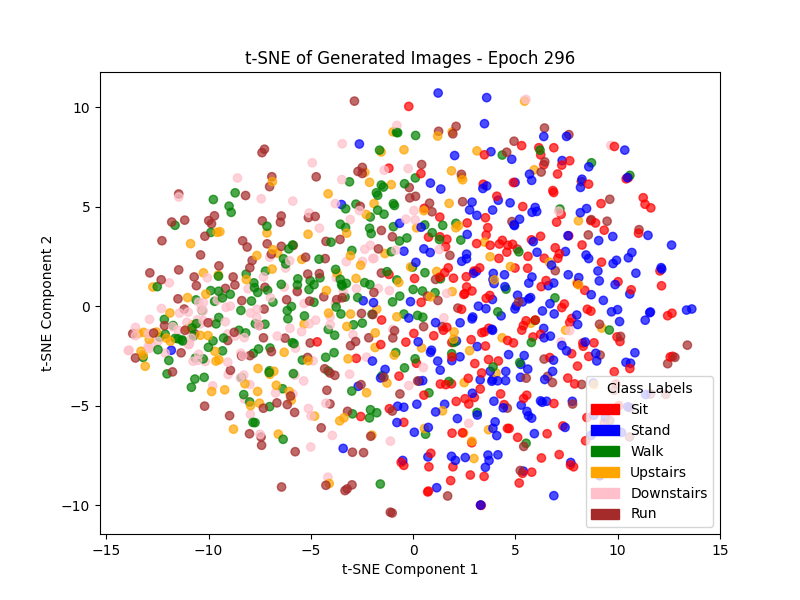 t-SNE of Generated Images - Epoch 296
t-SNE Component 2
10
5
0
−5
−10
−15
−10
−5
0
5
10
15
t-SNE Component 1
Class Labels
Sit
Stand
Walk
Upstairs
Downstairs
Run